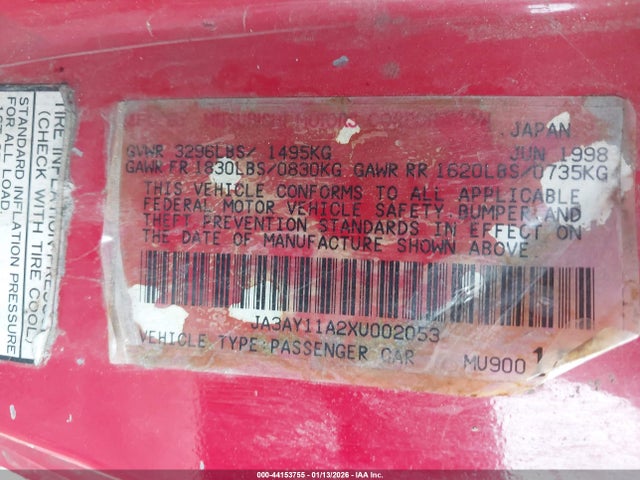 JAPAN
GVWR 3296LBS/ 1495KG JUN 1998
GAWR FR 1830LBS/0830KG GAWR RR 1620LBS/0735KG
THIS VEHICLE CONFORMS TO ALL APPLICABLE
FEDERAL MOTOR VEHICLE SAFETY, BUMPER, AND
THEFT PREVENTION STANDARDS IN EFFECT ON
THE DATE OF MANUFACTURE SHOWN ABOVE.
JA3AY11A2XU002053
VEHICLE TYPE:PASSENGER CAR MU900 1
TIRE INFLATION
(CHECK WITH TIRE COOL)
STANDARD INFLATION PRESSURE
FOR ALL LOAD.
000-44153755 - 01/13/2026 - IAA Inc.